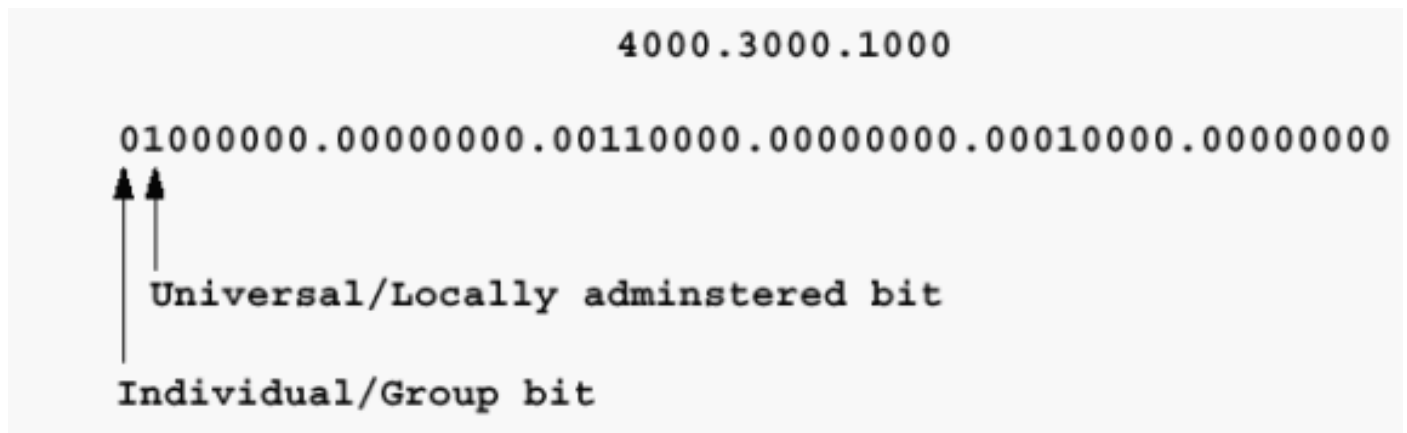 4000.3000.1000
01000000.00000000.00110000.00000000.00010000.00000000
Universal/Locally adminstered bit
Individual/Group bit